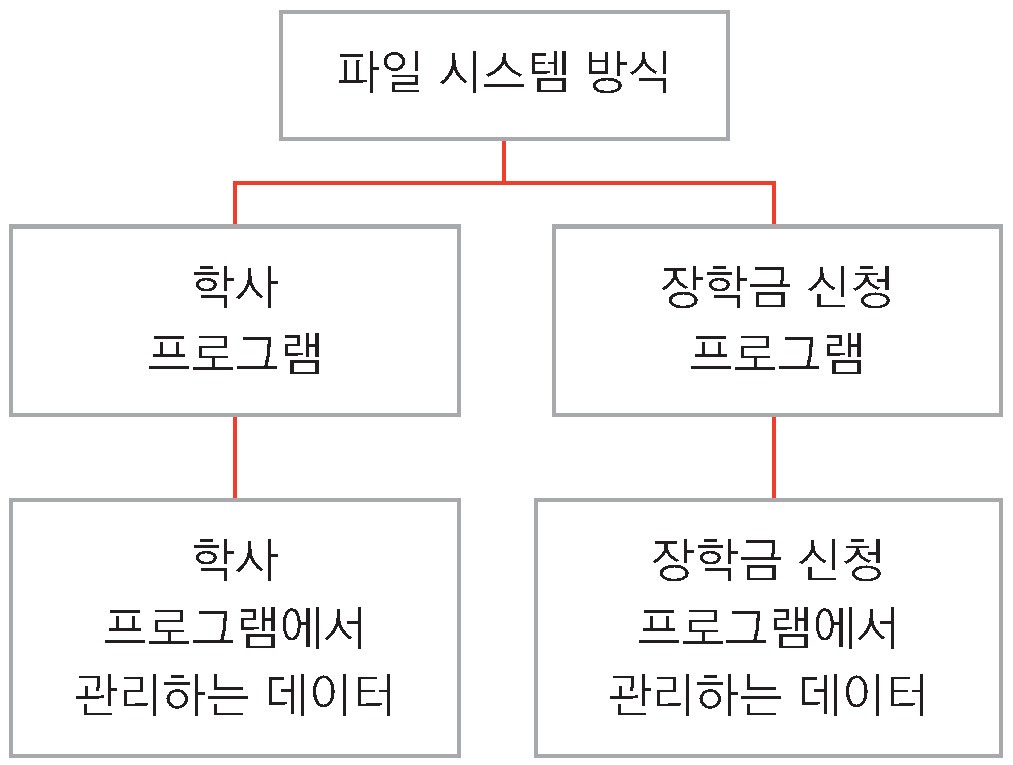 파일 시스템 방식
학사
프로그램
장학금 신청
프로그램
학사
프로그램에서
관리하는 데이터
장학금 신청
프로그램에서
관리하는 데이터